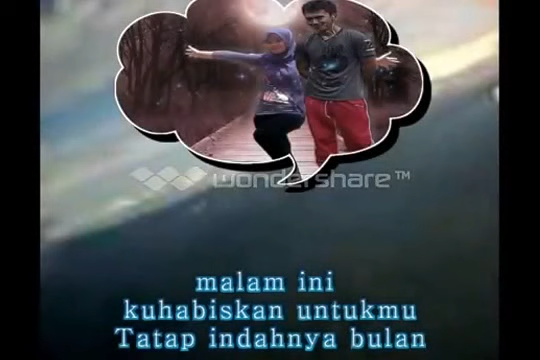 wondershare™
malam ini
kuhabiskan untukmu
Tatap indahnya bulan